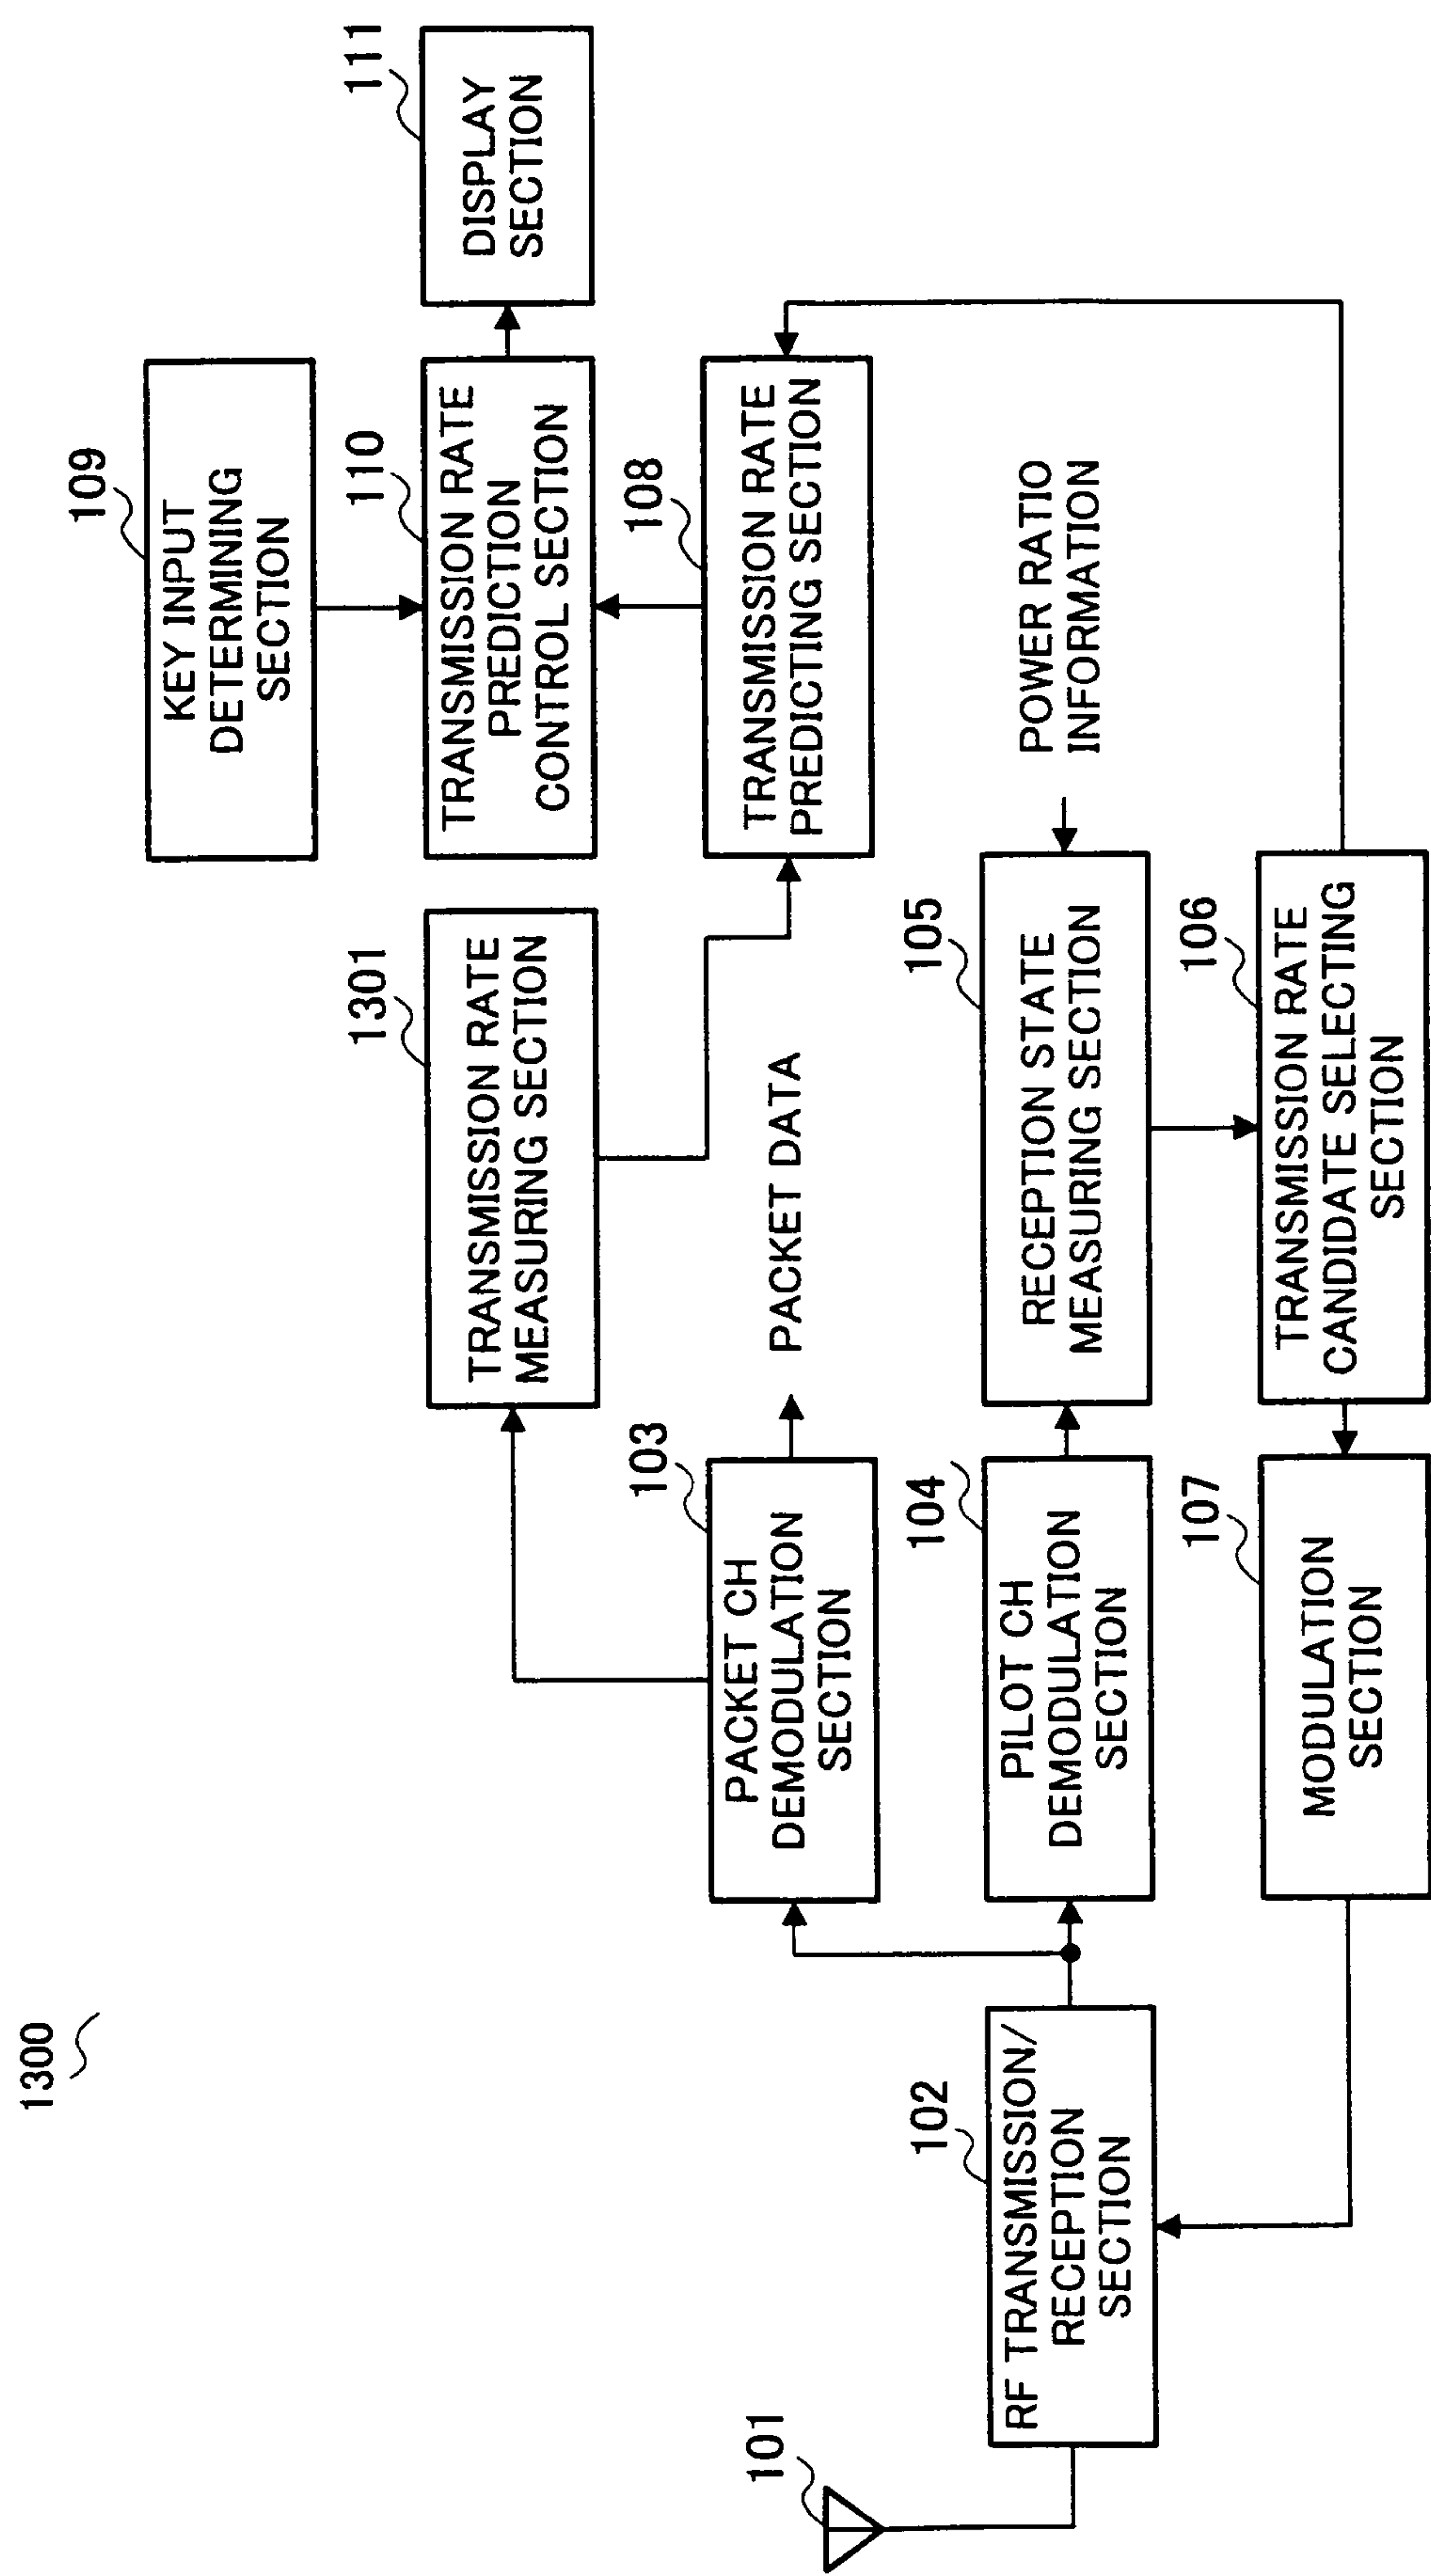 1300
109
KEY INPUT
DETERMINING
SECTION
1301
TRANSMISSION RATE
MEASURING SECTION
110
TRANSMISSION RATE
PREDICTION
CONTROL SECTION
111
DISPLAY
SECTION
103
PACKET CH
DEMODULATION
SECTION
PACKET DATA
108
TRANSMISSION RATE
PREDICTING SECTION
101
102
RF TRANSMISSION/
RECEPTION
SECTION
104
PILOT CH
DEMODULATION
SECTION
105
RECEPTION STATE
MEASURING SECTION
POWER RATIO
INFORMATION
107
MODULATION
SECTION
106
TRANSMISSION RATE
CANDIDATE SELECTING
SECTION